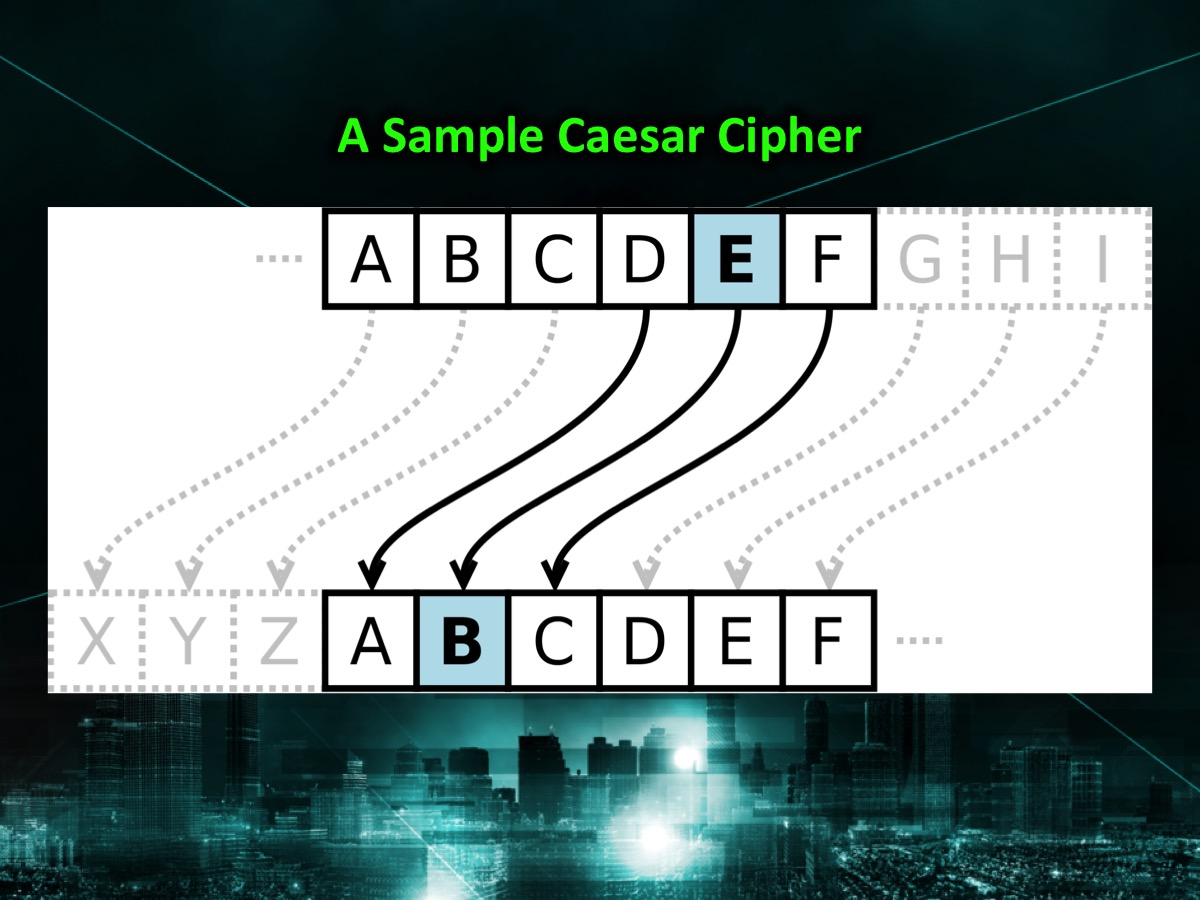 A Sample Caesar Cipher
.... A B C D E F G H I
X Y Z A B C D E F ....